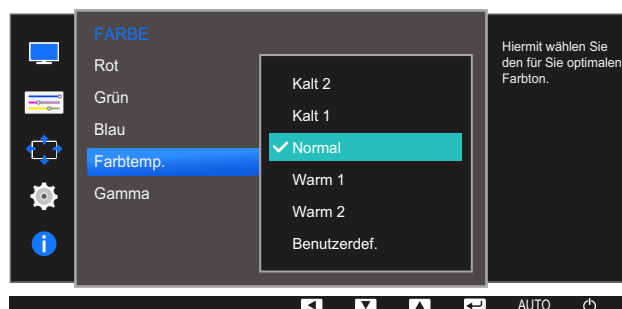 FARBE
Rot
Grün
Blau
Farbtemp.
Gamma
Kalt 2
Kalt 1
Normal
Warm 1
Warm 2
Benutzerdef.
Hiermit wählen Sie
den für Sie optimalen
Farbton.
AUTO